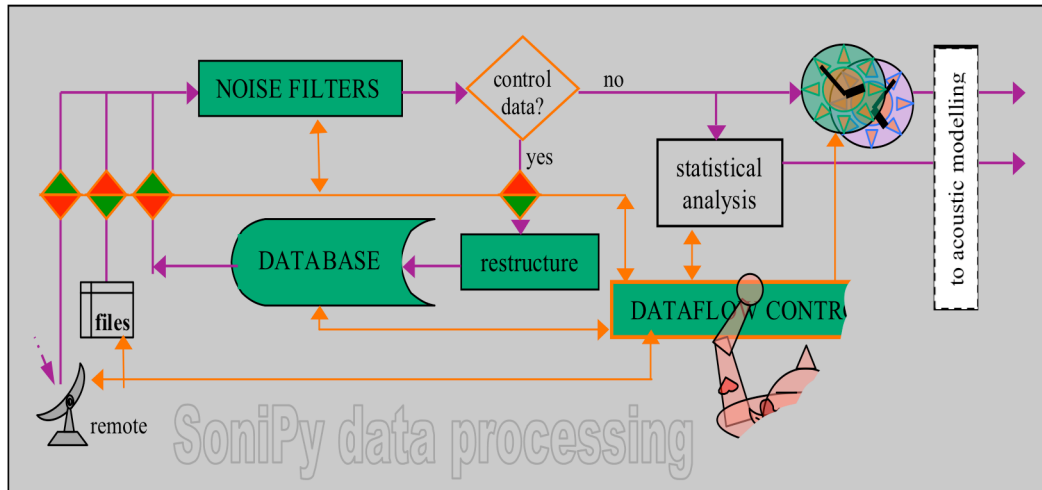 NOISE FILTERS
control
data?
no
yes
statistical
analysis
DATABASE
restructure
files
DATAFLOW CONTRO
remote
SoniPy data processing
to acoustic modelling